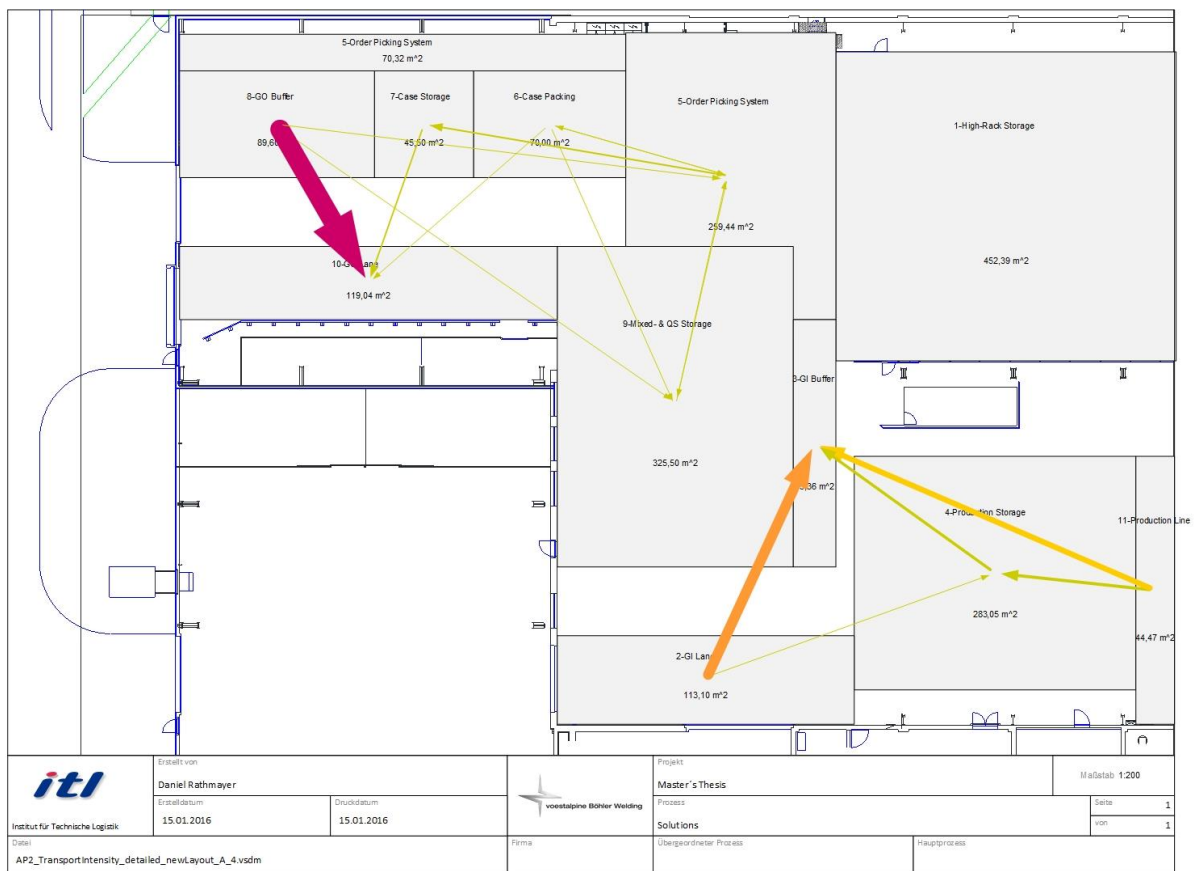 5-Order Picking System
70,32 m^2
8-GO Buffer
7-Case Storage
6-Case Packing
5-Order Picking System
1-High-Rack Storage
45,50 m^2
70,00 m^2
259,44 m^2
452,39 m^2
119,04 m^2
9-Mixed- & QS Storage
3-GI Buffer
325,50 m^2
4-Production Storage
11-Production Line
283,05 m^2
44,47 m^2
2-GI Lane
113,10 m^2
itl
Institut für Technische Logistik
Erstellt von
Daniel Rathmayer
Erstelldatum
15.01.2016
Druckdatum
15.01.2016
voestalpine Böhler Welding
Projekt
Master´s Thesis
Maßstab 1:200
Prozess
Solutions
Seite 1
von 1
Datei
AP2_TransportIntensity_detailed_newLayout_A_4.vsdm
Firma
Übergeordneter Prozess
Hauptprozess